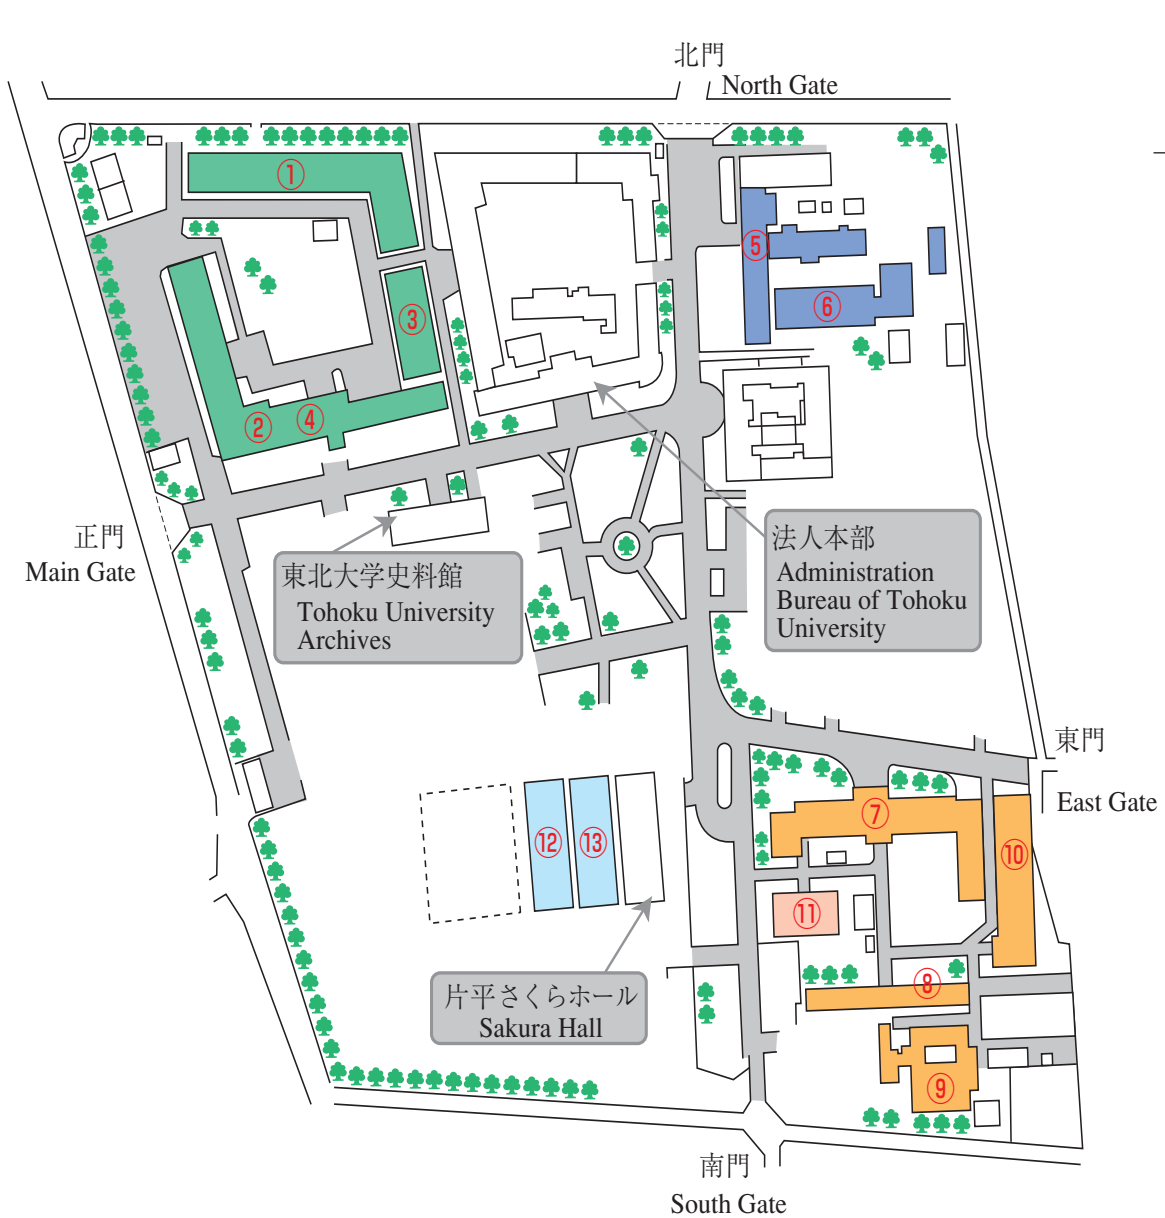 北門
North Gate
①
⑤
③
⑥
②
④
正門
Main Gate
東北大学史料館
Tohoku University
Archives
法人本部
Administration
Bureau of Tohoku
University
東門
East Gate
⑦
⑫
⑬
⑩
⑪
片平さくらホール
Sakura Hall
⑧
⑨
南門
South Gate